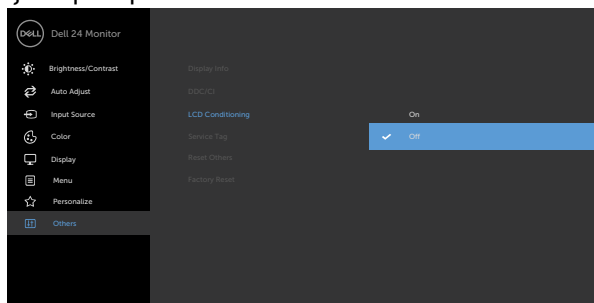 DELL Dell 24 Monitor
Brightness/Contrast
Display Info
Auto Adjust
DDC/CI
Input Source
LCD Conditioning
On
Color
Service Tag
Off
Display
Reset Others
Menu
Factory Reset
Personalize
Others